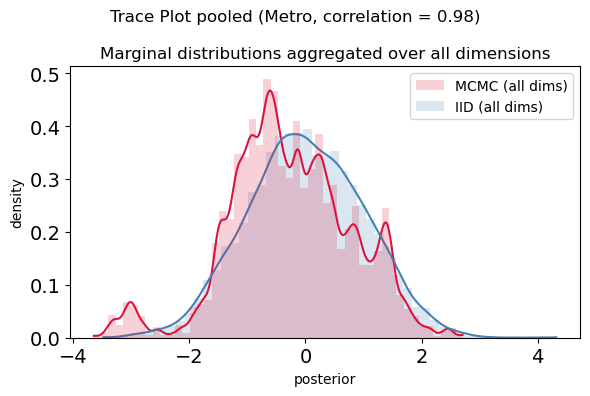 Trace Plot pooled (Metro, correlation = 0.98)
Marginal distributions aggregated over all dimensions
MCMC (all dims)
IID (all dims)
density
0.5
0.4
0.3
0.2
0.1
0.0
−4
−2
0
2
4
posterior